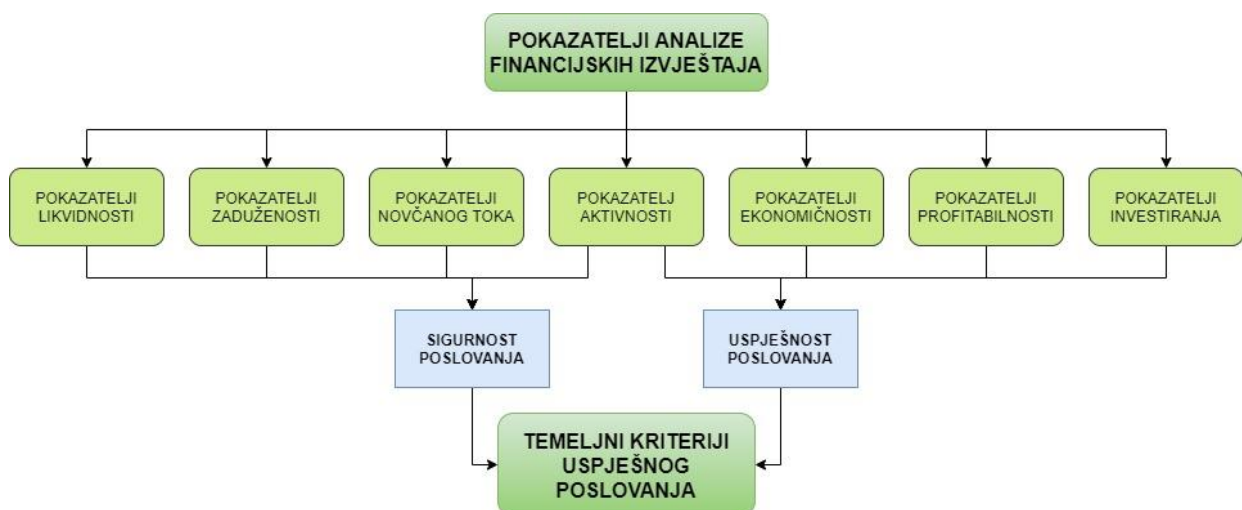 POKAZATELJI ANALIZE
FINANCIJSKIH IZVJEŠTAJA
POKAZATELJI
LIKVIDNOSTI
POKAZATELJI
ZADUŽENOSTI
POKAZATELJI
NOVČANOG TOKA
POKAZATELJ
AKTIVNOSTI
POKAZATELJI
EKONOMIČNOSTI
POKAZATELJI
PROFITABILNOSTI
POKAZATELJI
INVESTIRANJA
SIGURNOST
POSLOVANJA
USPJEŠNOST
POSLOVANJA
TEMELJNI KRITERIJI
USPJEŠNOG
POSLOVANJA